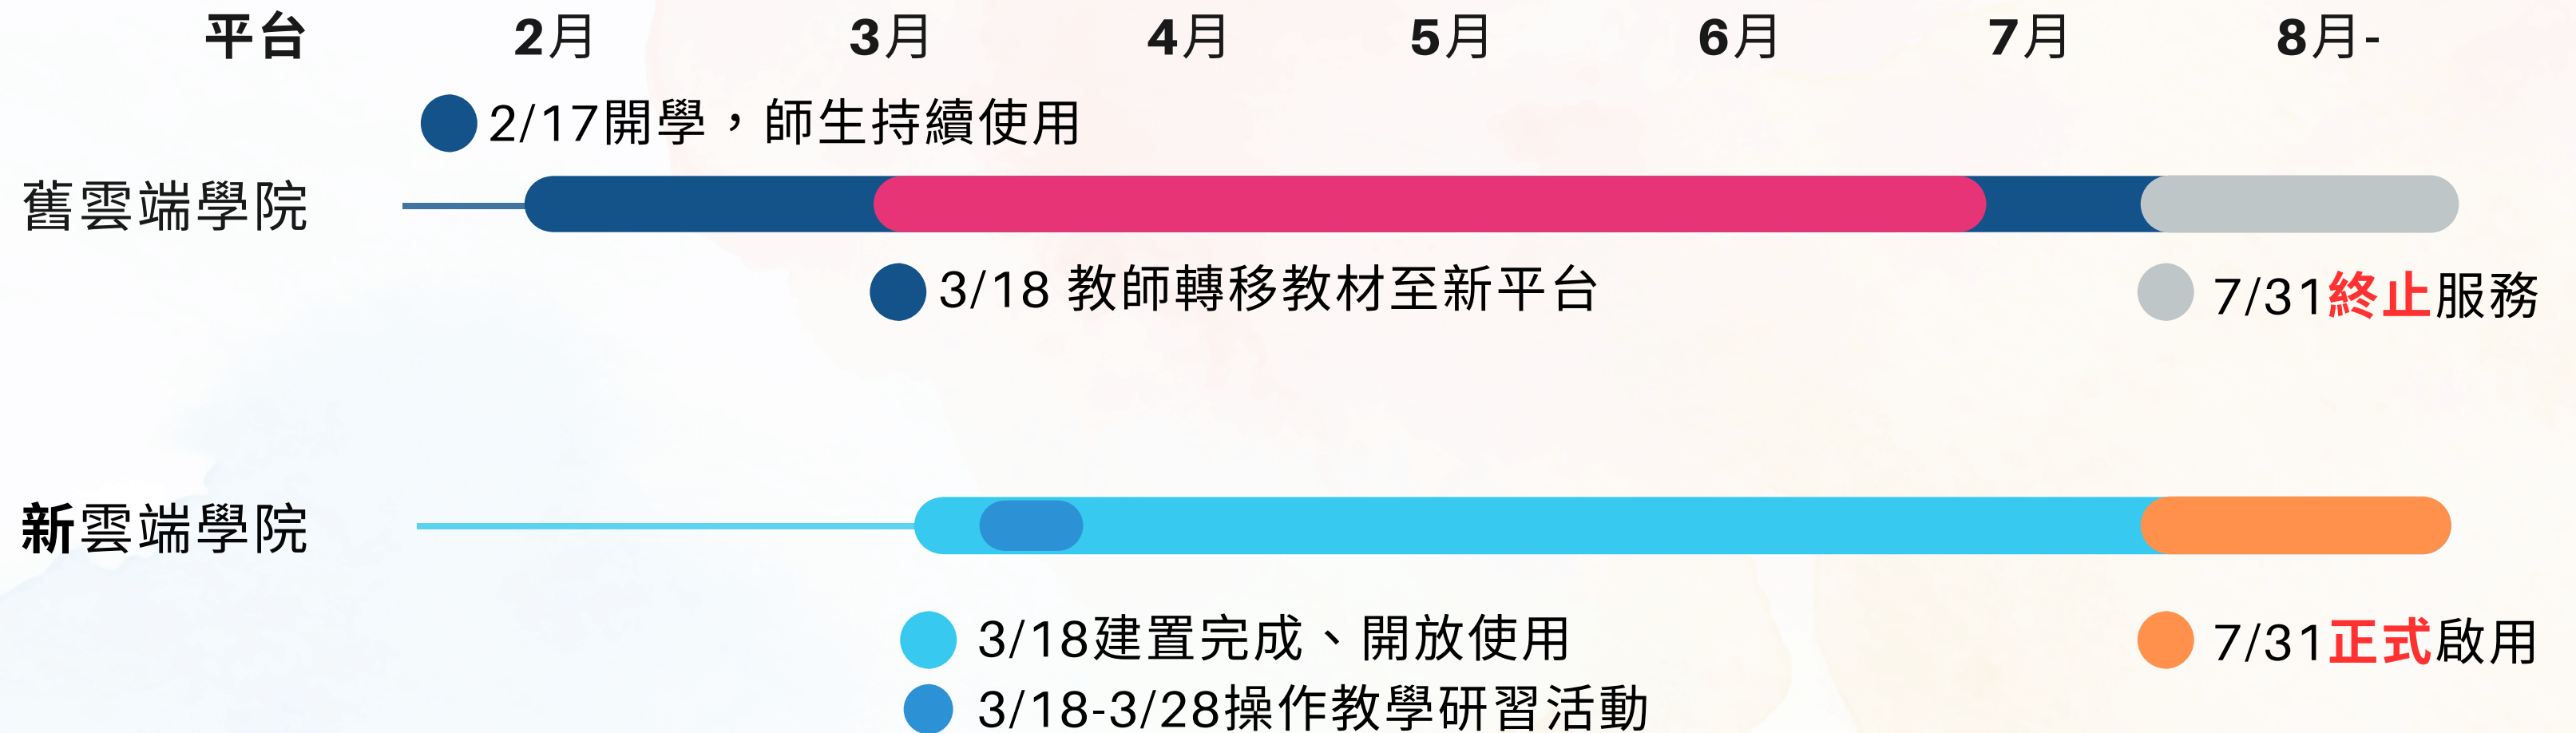 平台 2月 3月 4月 5月 6月 7月 8月-
2/17開學，師生持續使用
舊雲端學院
3/18 教師轉移教材至新平台
7/31終止服務
新雲端學院
3/18建置完成、開放使用
7/31正式啟用
3/18-3/28操作教學研習活動